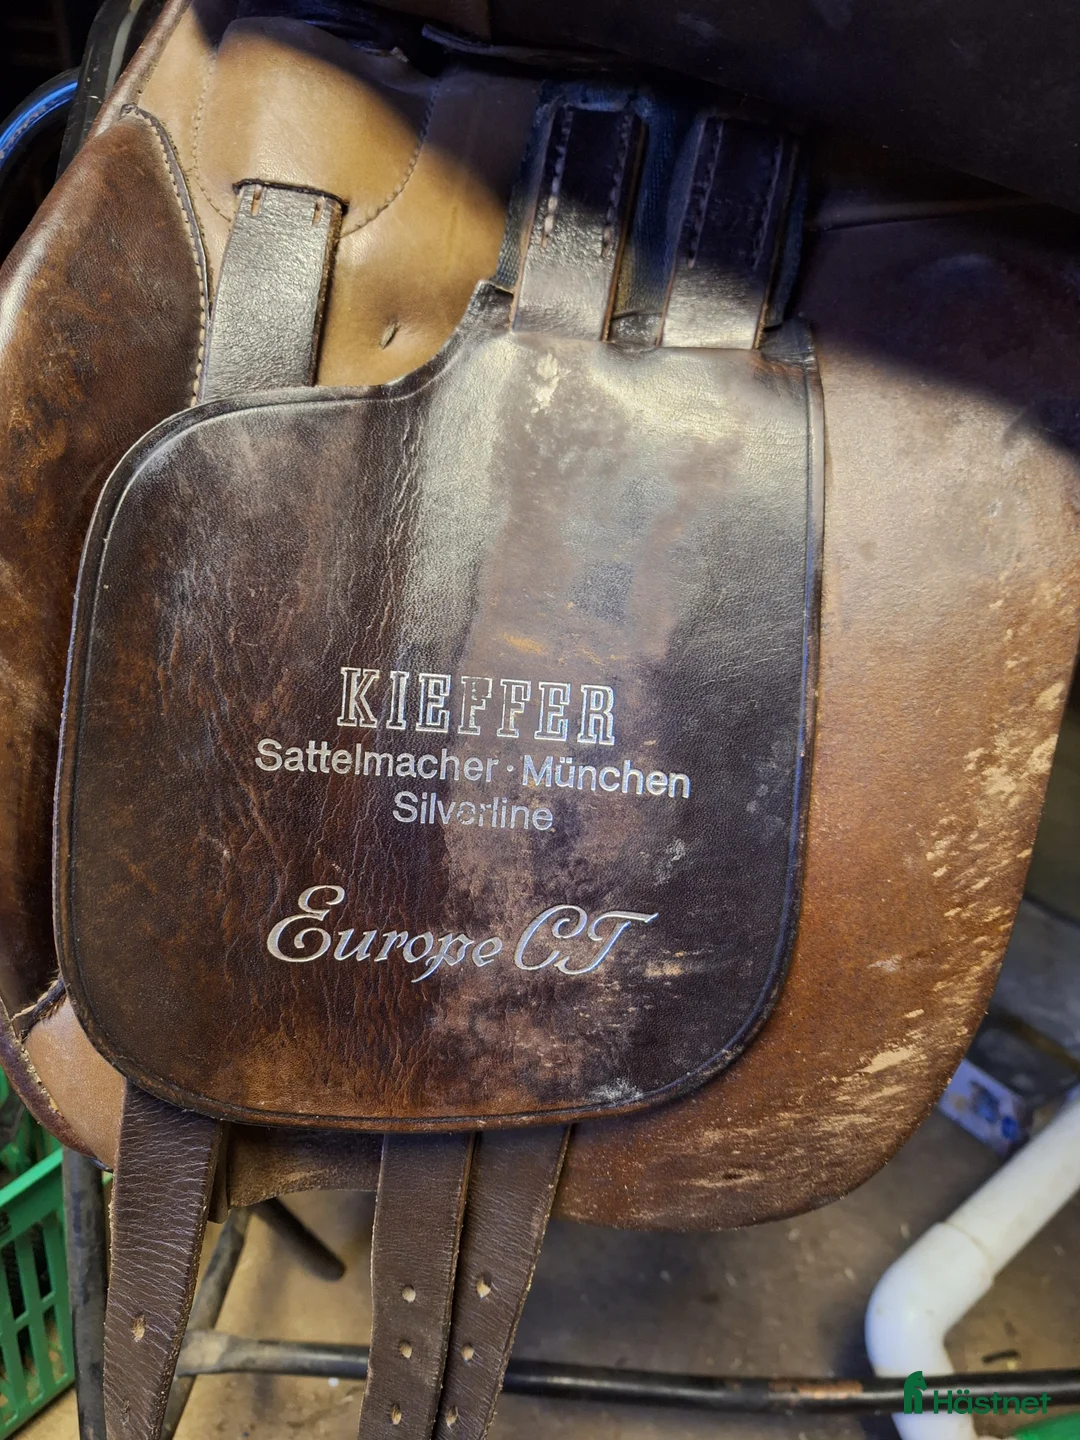 KIEFFER
Sattelmacher · München
Silverline
Europe CT
Hästnet